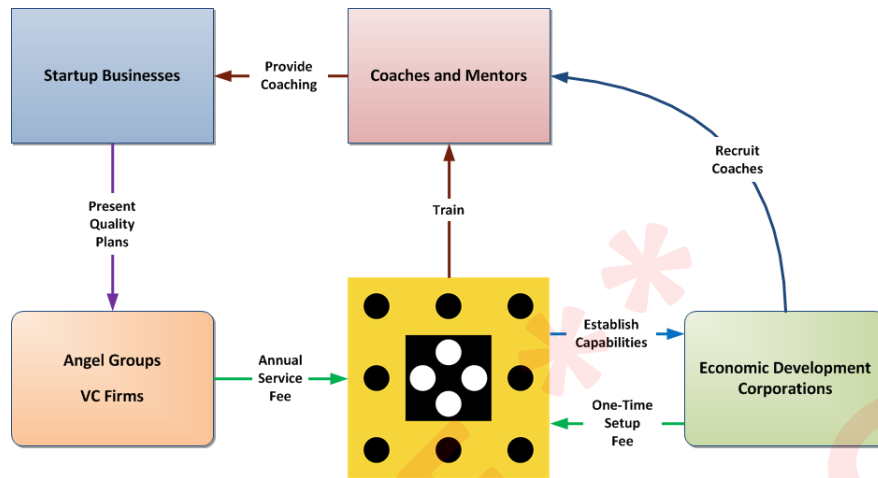 Startup Businesses
Provide
Coaching
Coaches and Mentors
Recruit
Coaches
Present
Quality
Plans
Train
Angel Groups
VC Firms
Annual
Service
Fee
Establish
Capabilities
One-Time
Setup
Fee
Economic Development
Corporations